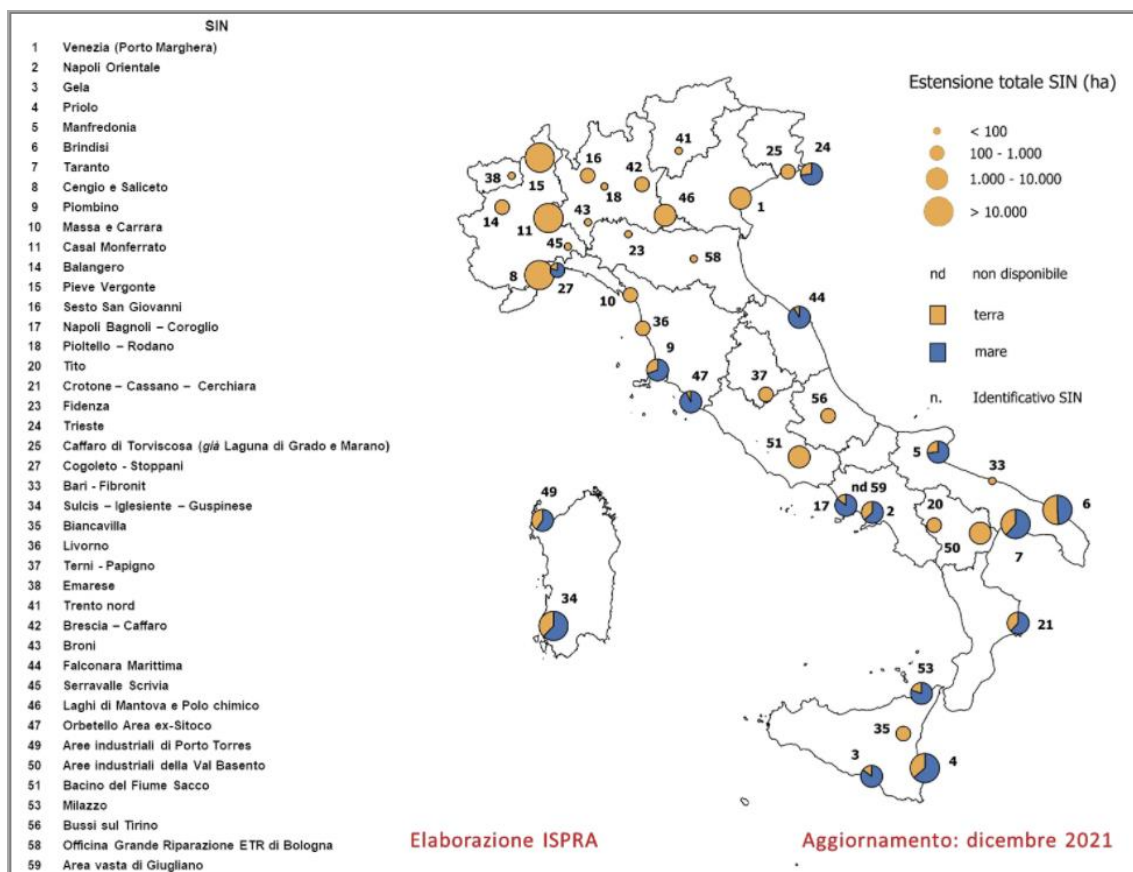 SIN
1 Venezia (Porto Marghera)
2 Napoli Orientale
3 Gela
4 Priolo
5 Manfredonia
6 Brindisi
7 Taranto
8 Cengio e Saliceto
9 Piombino
10 Massa e Carrara
11 Casal Monferrato
14 Balangero
15 Pieve Vergonte
16 Sesto San Giovanni
17 Napoli Bagnoli – Coroglio
18 Pioltello – Rodano
20 Tito
21 Crotone – Cassano – Cerchiara
23 Fidenza
24 Trieste
25 Caffaro di Torviscosa (già Laguna di Grado e Marano)
27 Cogoleto - Stoppani
33 Bari - Fibronit
34 Sulcis – Iglesiente – Guspinese
35 Biancavilla
36 Livorno
37 Terni - Papigno
38 Emarese
41 Trento nord
42 Brescia – Caffaro
43 Broni
44 Falconara Marittima
45 Serravalle Scrivia
46 Laghi di Mantova e Polo chimico
47 Orbetello Area ex-Sitoco
49 Aree industriali di Porto Torres
50 Aree industriali della Val Basento
51 Bacino del Fiume Sacco
53 Milazzo
56 Bussi sul Tirino
58 Officina Grande Riparazione ETR di Bologna
59 Area vasta di Giugliano
Estensione totale SIN (ha)
< 100
100 - 1.000
1.000 - 10.000
> 10.000
nd non disponibile
terra
mare
n. Identificativo SIN
41
25
24
16
42
38
15
18
46
1
14
11
43
23
45
58
8
27
10
44
36
9
37
47
56
51
5
33
49
nd 59
17
2
20
6
50
7
34
21
53
35
3
4
Elaborazione ISPRA
Aggiornamento: dicembre 2021